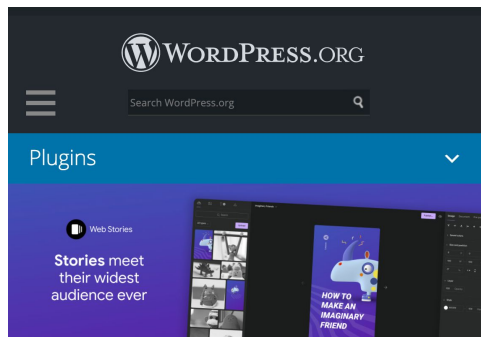 WORDPRESS.ORG
Search WordPress.org
Plugins
Web Stories
Stories meet
their widest
audience ever
HOW TO
MAKE AN
IMAGINARY
FRIEND